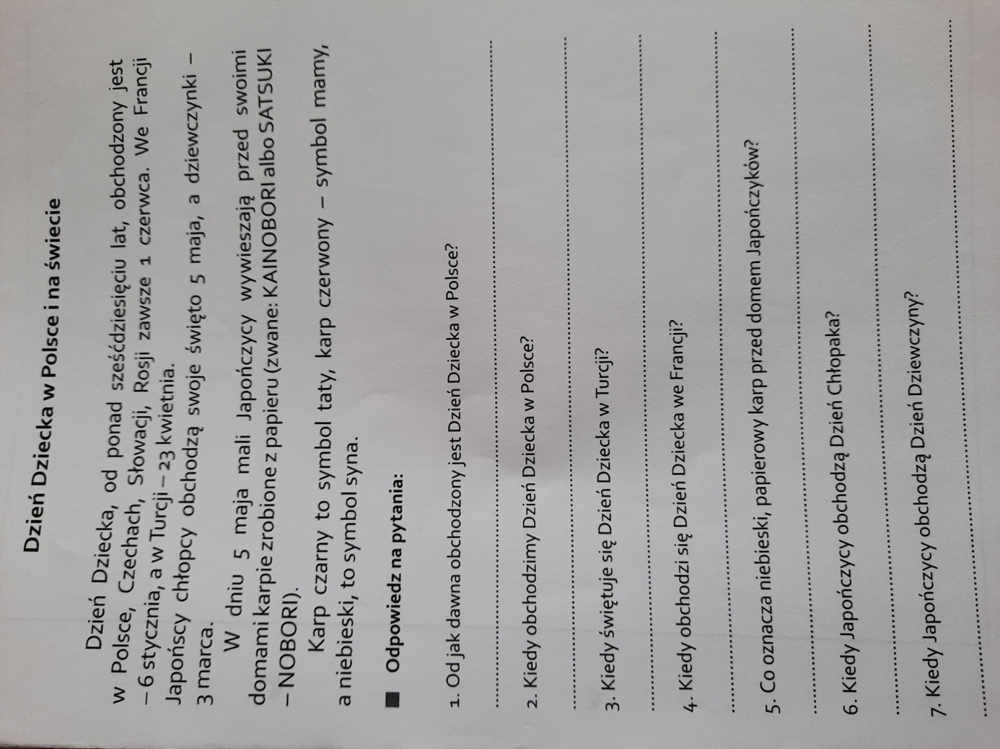 Dzień Dziecka w Polsce i na świecie
Dzień Dziecka, od ponad sześćdziesięciu lat, obchodzony jest
w Polsce, Czechach, Słowacji, Rosji zawsze 1 czerwca. We Francji
– 6 stycznia, a w Turcji – 23 kwietnia.
Japońscy chłopcy obchodzą swoje święto 5 maja, a dziewczynki –
3 marca.
W dniu 5 maja mali Japończycy wywieszają przed swoimi
domami karpie zrobione z papieru (zwane: KAINOBORI albo SATSUKI
– NOBORI).
Karp czarny to symbol taty, karp czerwony – symbol mamy,
a niebieski, to symbol syna.
Odpowiedz na pytania:
1. Od jak dawna obchodzony jest Dzień Dziecka w Polsce?
2. Kiedy obchodzimy Dzień Dziecka w Polsce?
3. Kiedy świętuje się Dzień Dziecka w Turcji?
4. Kiedy obchodzi się Dzień Dziecka we Francji?
5. Co oznacza niebieski, papierowy karp przed domem Japończyków?
6. Kiedy Japończycy obchodzą Dzień Chłopaka?
7. Kiedy Japończycy obchodzą Dzień Dziewczyny?